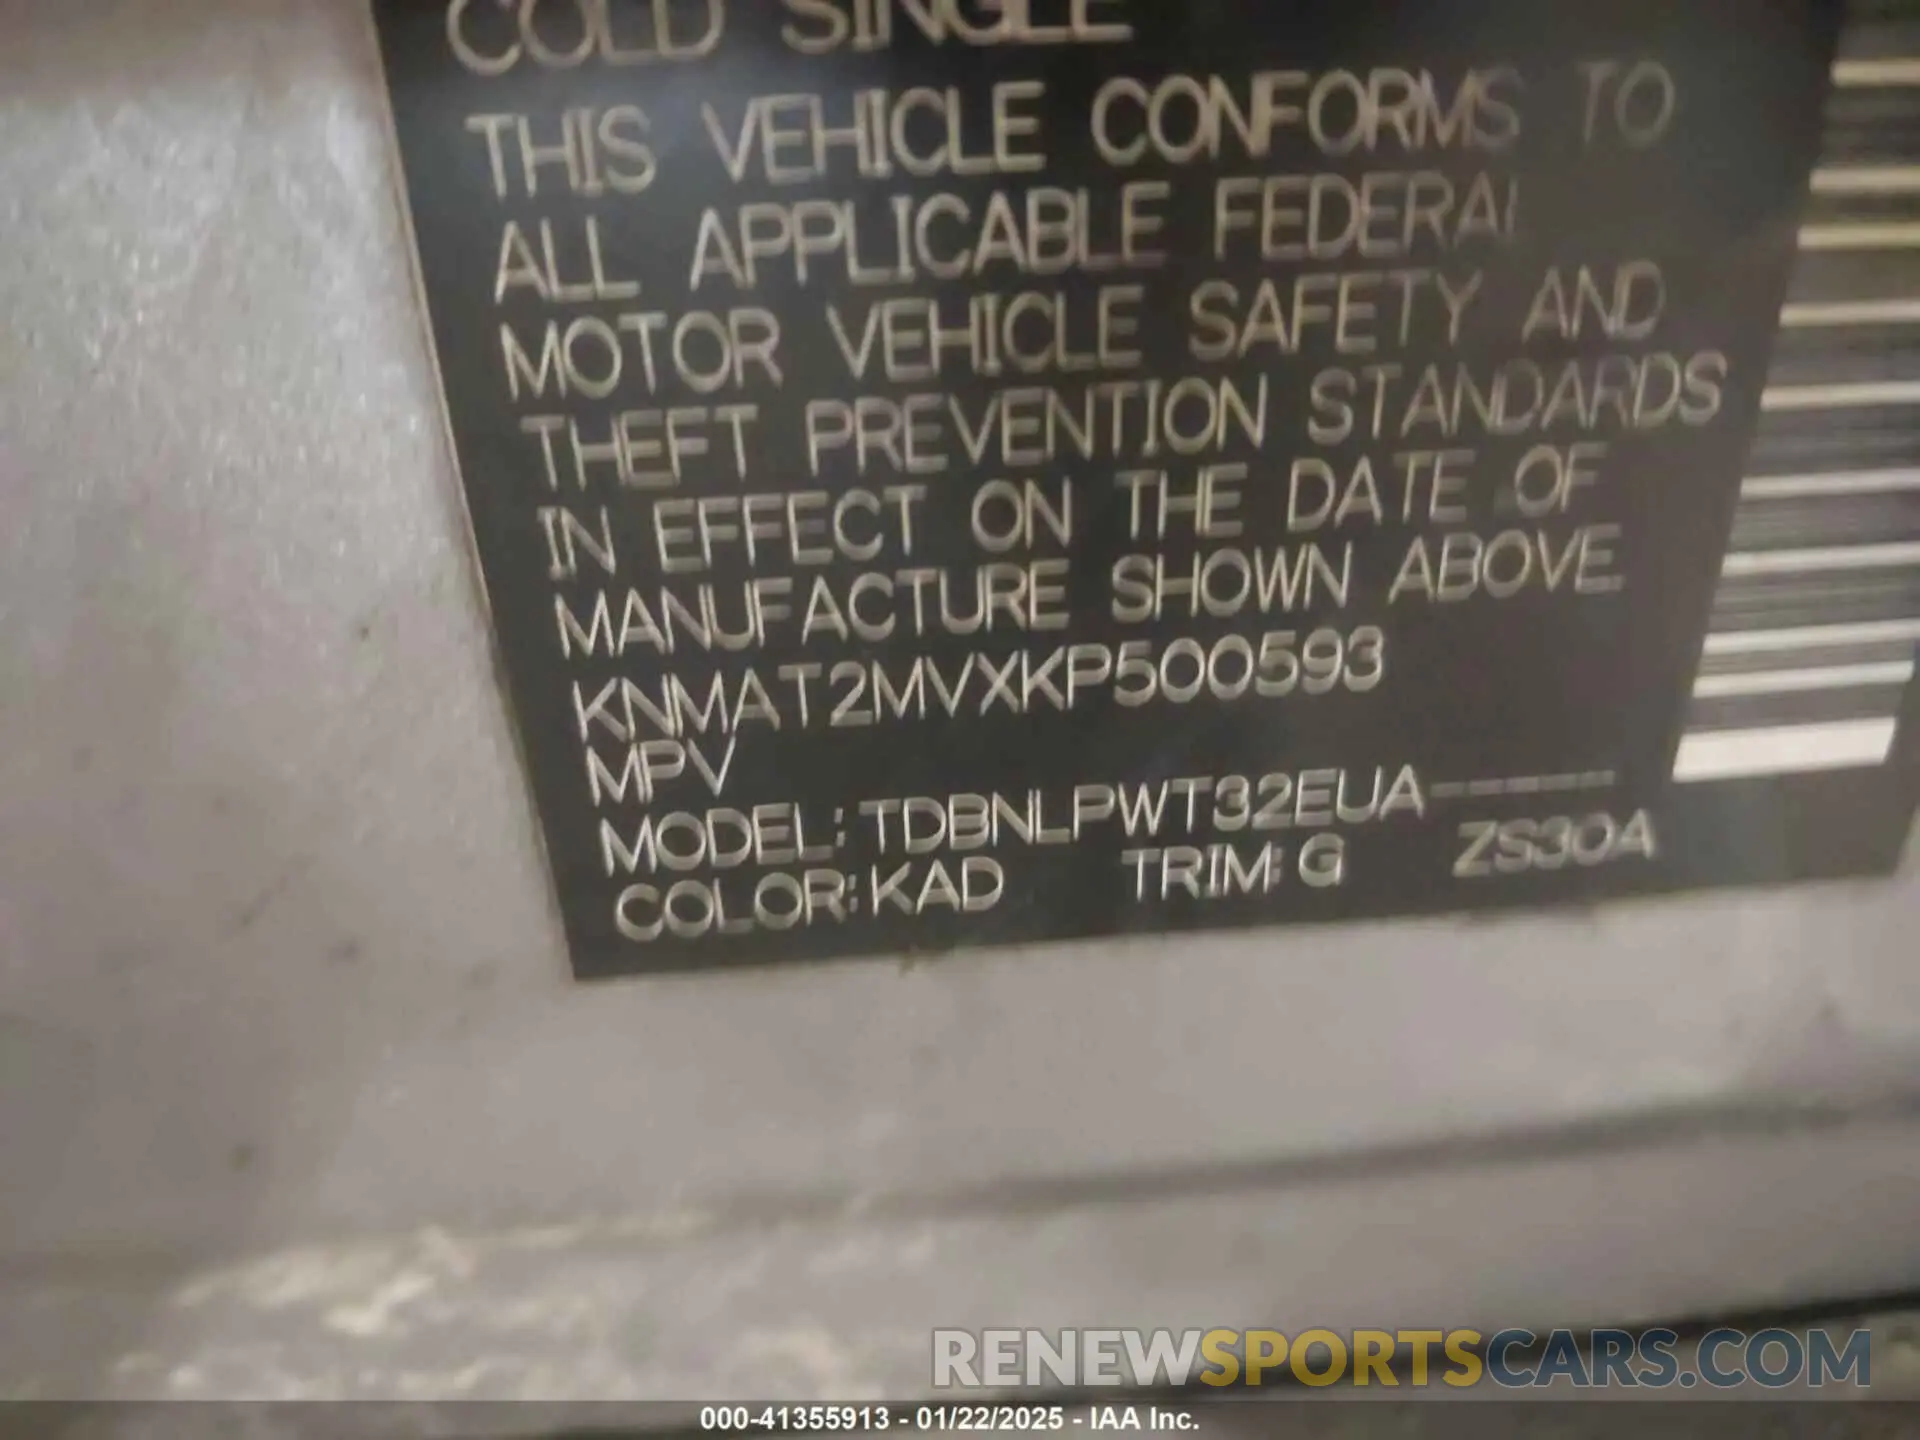 COLD SINGLE
THIS VEHICLE CONFORMS TO
ALL APPLICABLE FEDERAL
MOTOR VEHICLE SAFETY AND
THEFT PREVENTION STANDARDS
IN EFFECT ON THE DATE OF
MANUFACTURE SHOWN ABOVE.
KNMAT2MVXKP500593
MPV
MODEL:TDBNLPWT32EUA------
COLOR:KAD TRIM:G ZS30A
RENEWSPORTSCARS.COM
000-41355913 - 01/22/2025 - IAA Inc.